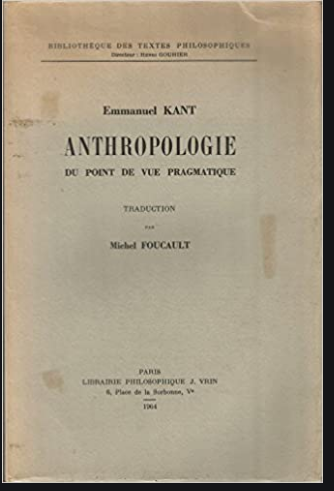 BIBLIOTHÈQUE DES TEXTES PHILOSOPHIQUES
Directeur : Henri GOUHIER
Emmanuel KANT
ANTHROPOLOGIE
DU POINT DE VUE PRAGMATIQUE
TRADUCTION
PAR
Michel FOUCAULT
PARIS
LIBRAIRIE PHILOSOPHIQUE J. VRIN
6, Place de la Sorbonne, Vᵉ
1964